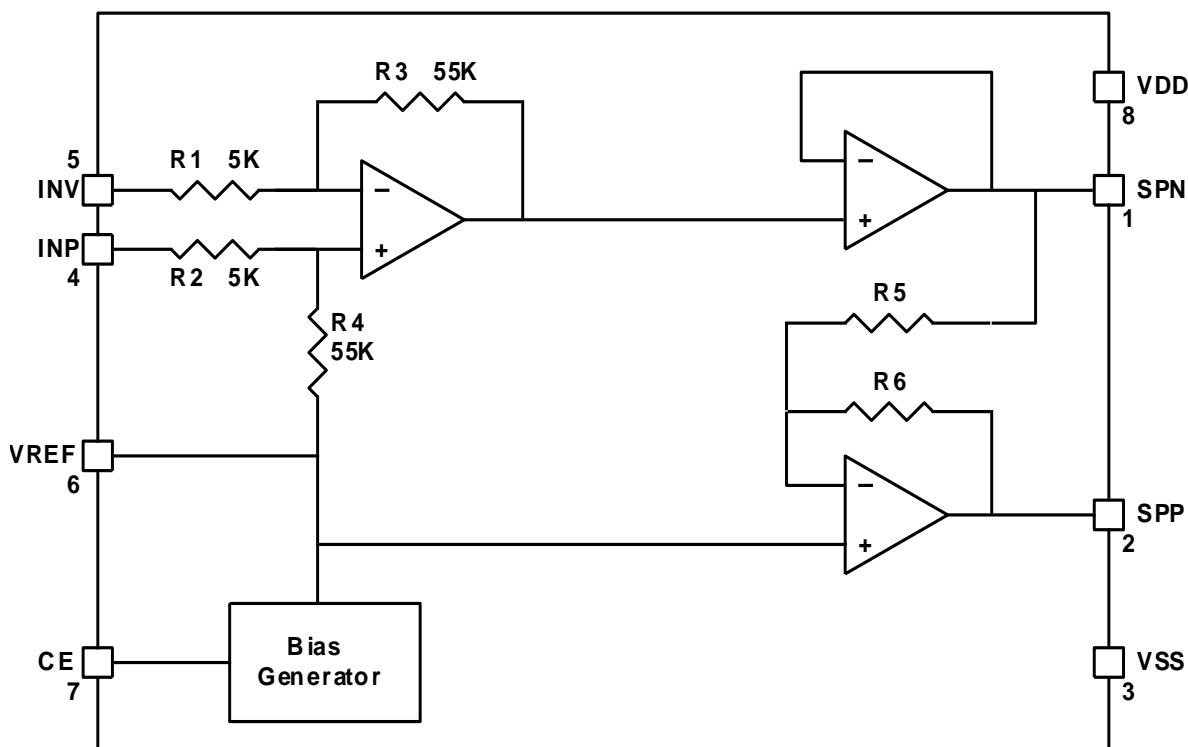 R3 55K
VDD
8
5
INV
R1 5K
−
−
SPN
1
+
INP
4
+
R2 5K
R4
55K
R5
R6
VREF
6
−
SPP
2
+
Bias
Generator
CE
7
VSS
3